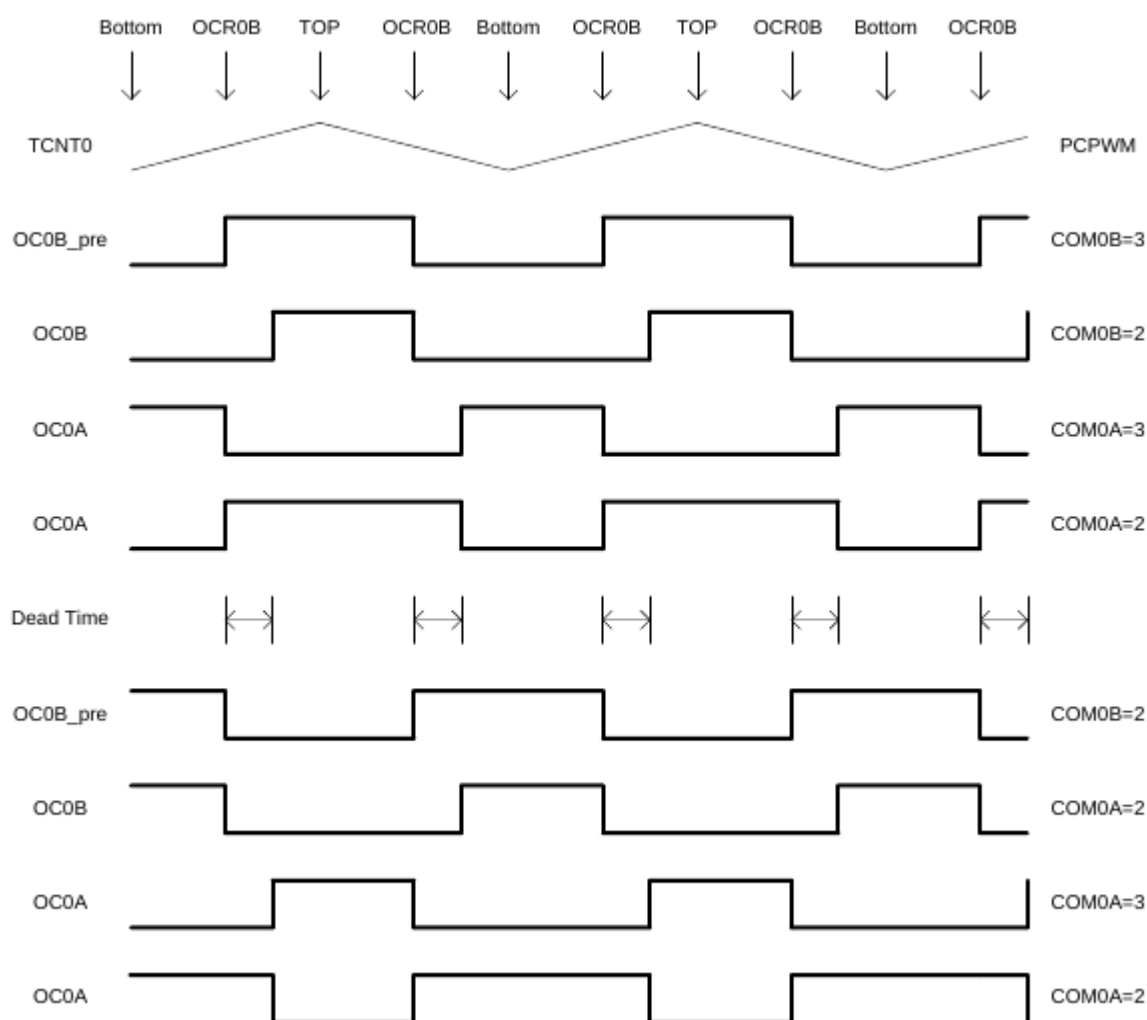 Bottom OCR0B TOP OCR0B Bottom OCR0B TOP OCR0B Bottom OCR0B
TCNT0 PCPWM
OC0B_pre COM0B=3
OC0B COM0B=2
OC0A COM0A=3
OC0A COM0A=2
Dead Time
OC0B_pre COM0B=2
OC0B COM0A=2
OC0A COM0A=3
OC0A COM0A=2